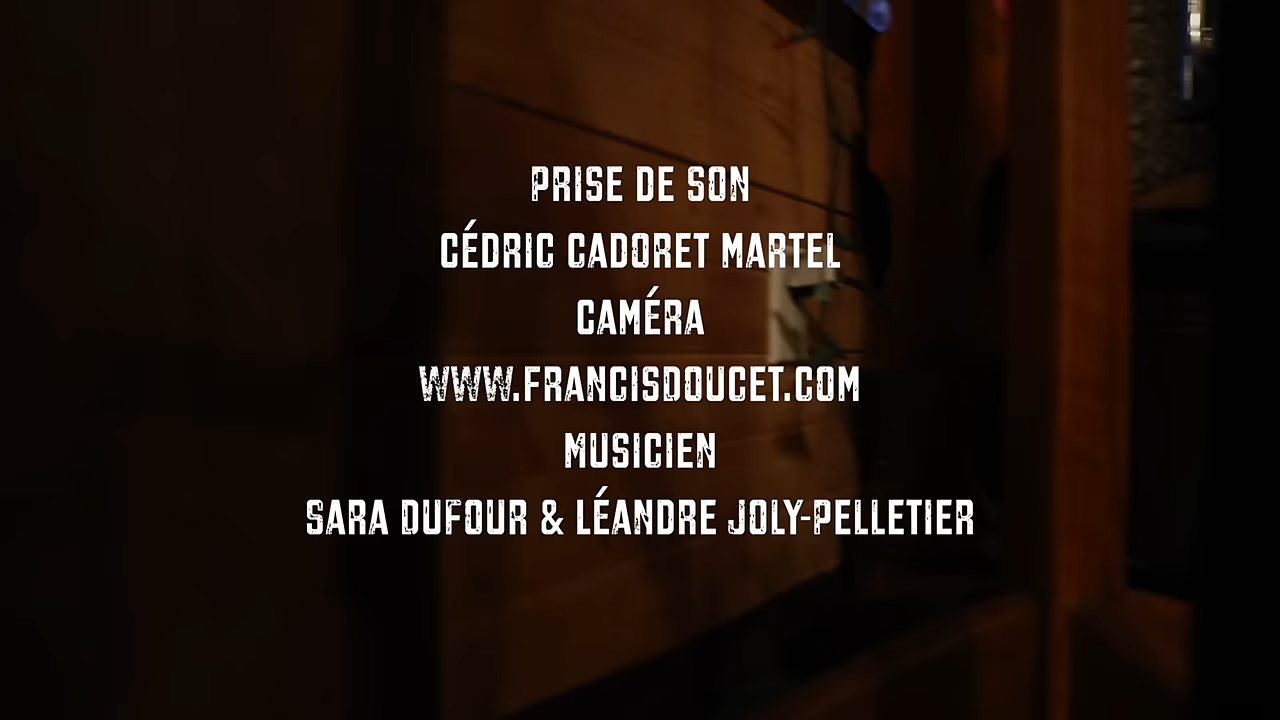 PRISE DE SON
CÉDRIC CADORET MARTEL
CAMÉRA
WWW.FRANCISDOUCET.COM
MUSICIEN
SARA DUFOUR & LÉANDRE JOLY-PELLETIER